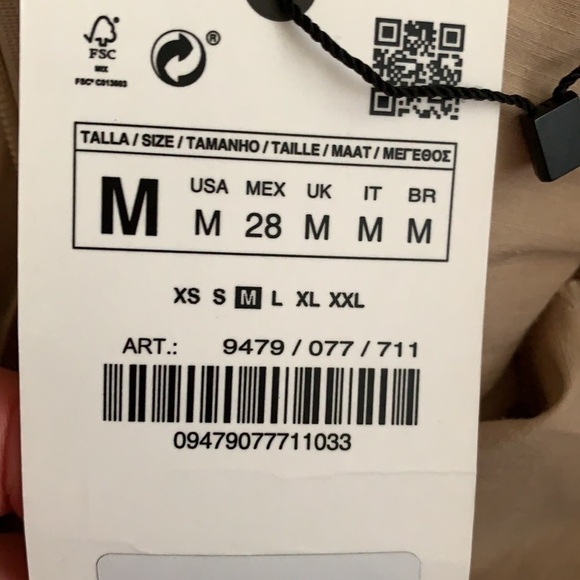 FSC
MIX
FSC® C013603
®
TALLA / SIZE / TAMANHO / TAILLE / MAAT / ΜΕΓΕΘΟΣ
M
USA MEX UK IT BR
M 28 M M M
XS S M L XL XXL
ART.: 9479 / 077 / 711
09479077711033